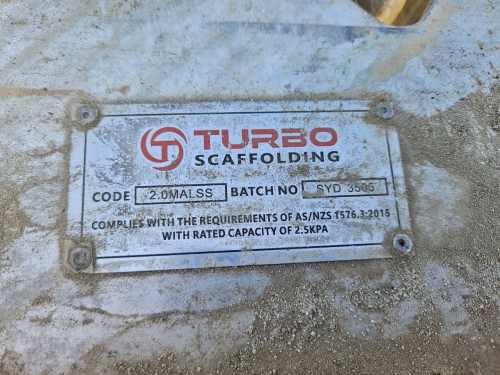 TURBO
SCAFFOLDING
CODE 2.0MALSS BATCH NO SYD 3505
COMPLIES WITH THE REQUIREMENTS OF AS/NZS 1576.3:2015
WITH RATED CAPACITY OF 2.5KPA